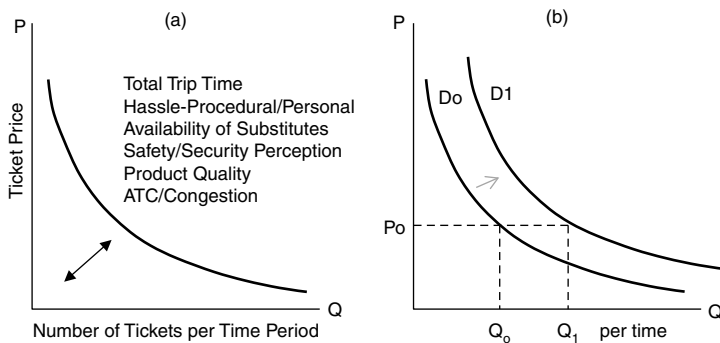 P
(a)
Ticket Price
Total Trip Time
Hassle-Procedural/Personal
Availability of Substitutes
Safety/Security Perception
Product Quality
ATC/Congestion
Q
Number of Tickets per Time Period
P
(b)
Do
D1
Po
Q
Qo
Q1
per time